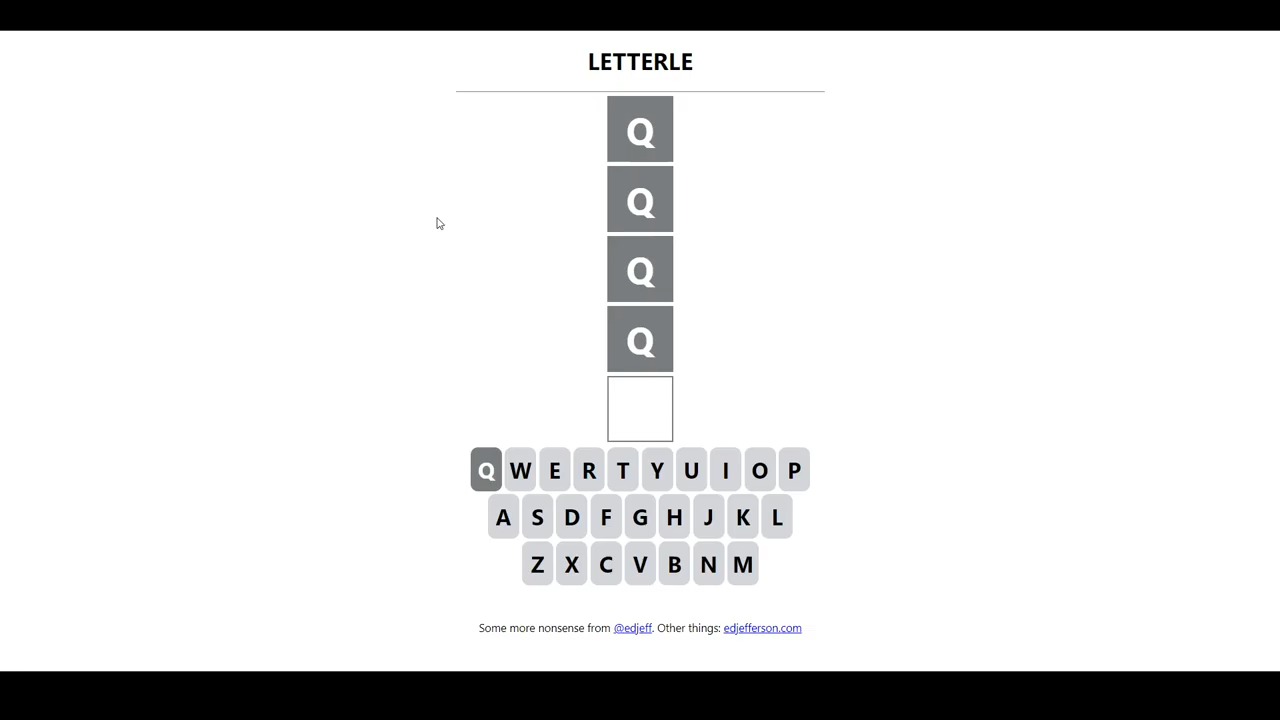 LETTERLE
Q
Q
Q
Q
Q W E R T Y U I O P
A S D F G H J K L
Z X C V B N M
Some more nonsense from @edjeff. Other things: edjefferson.com